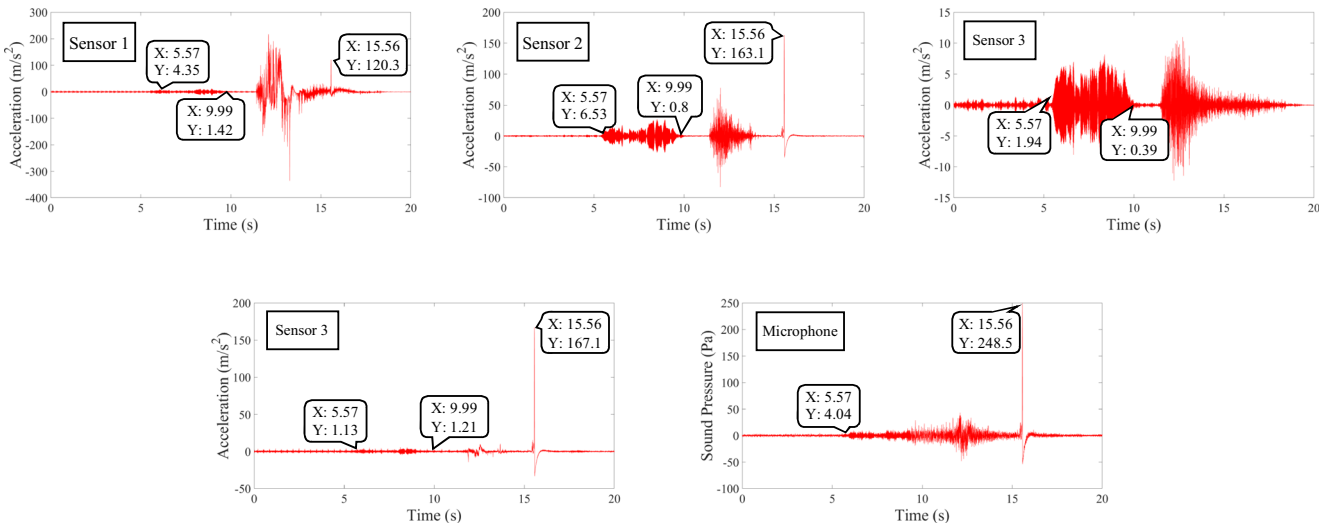 Acceleration (m/s²)
300
200
100
0
-100
-200
-300
-400
Sensor 1
X: 5.57
Y: 4.35
X: 9.99
Y: 1.42
X: 15.56
Y: 120.3
0 5 10 15 20
Time (s)
Acceleration (m/s²)
200
150
100
50
0
-50
-100
Sensor 2
X: 5.57
Y: 6.53
X: 9.99
Y: 0.8
X: 15.56
Y: 163.1
0 5 10 15 20
Time (s)
Acceleration (m/s²)
15
10
5
0
-5
-10
-15
Sensor 3
X: 5.57
Y: 1.94
X: 9.99
Y: 0.39
0 5 10 15 20
Time (s)
Acceleration (m/s²)
200
150
100
50
0
-50
Sensor 3
X: 5.57
Y: 1.13
X: 9.99
Y: 1.21
X: 15.56
Y: 167.1
0 5 10 15 20
Time (s)
Sound Pressure (Pa)
250
200
150
100
50
0
-50
-100
Microphone
X: 5.57
Y: 4.04
X: 15.56
Y: 248.5
0 5 10 15 20
Time (s)